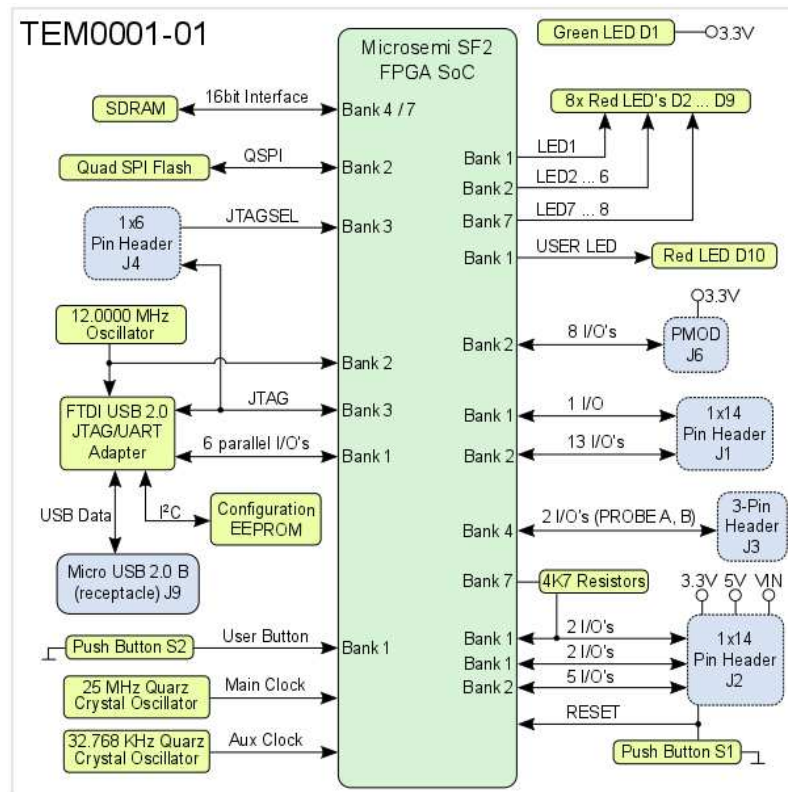 TEM0001-01
Microsemi SF2
FPGA SoC
Green LED D1
3.3V
8x Red LED's D2 ... D9
SDRAM
16bit Interface
Bank 4 / 7
Quad SPI Flash
QSPI
Bank 2
1x6
Pin Header
J4
JTAGSEL
Bank 3
12.0000 MHz
Oscillator
Bank 2
FTDI USB 2.0
JTAG/UART
Adapter
JTAG
Bank 3
6 parallel I/O's
Bank 1
USB Data
I²C
Configuration
EEPROM
Micro USB 2.0 B
(receptacle) J9
Push Button S2
User Button
Bank 1
25 MHz Quarz
Crystal Oscillator
Main Clock
32.768 KHz Quarz
Crystal Oscillator
Aux Clock
Bank 1
LED1
Bank 2
LED2 ... 6
Bank 7
LED7 ... 8
Bank 1
USER LED
Red LED D10
3.3V
Bank 2
8 I/O's
PMOD
J6
Bank 1
1 I/O
Bank 2
13 I/O's
1x14
Pin Header
J1
Bank 4
2 I/O's (PROBE A, B)
3-Pin
Header
J3
Bank 7
4K7 Resistors
3.3V 5V VIN
Bank 1
2 I/O's
Bank 1
2 I/O's
Bank 2
5 I/O's
1x14
Pin Header
J2
RESET
Push Button S1